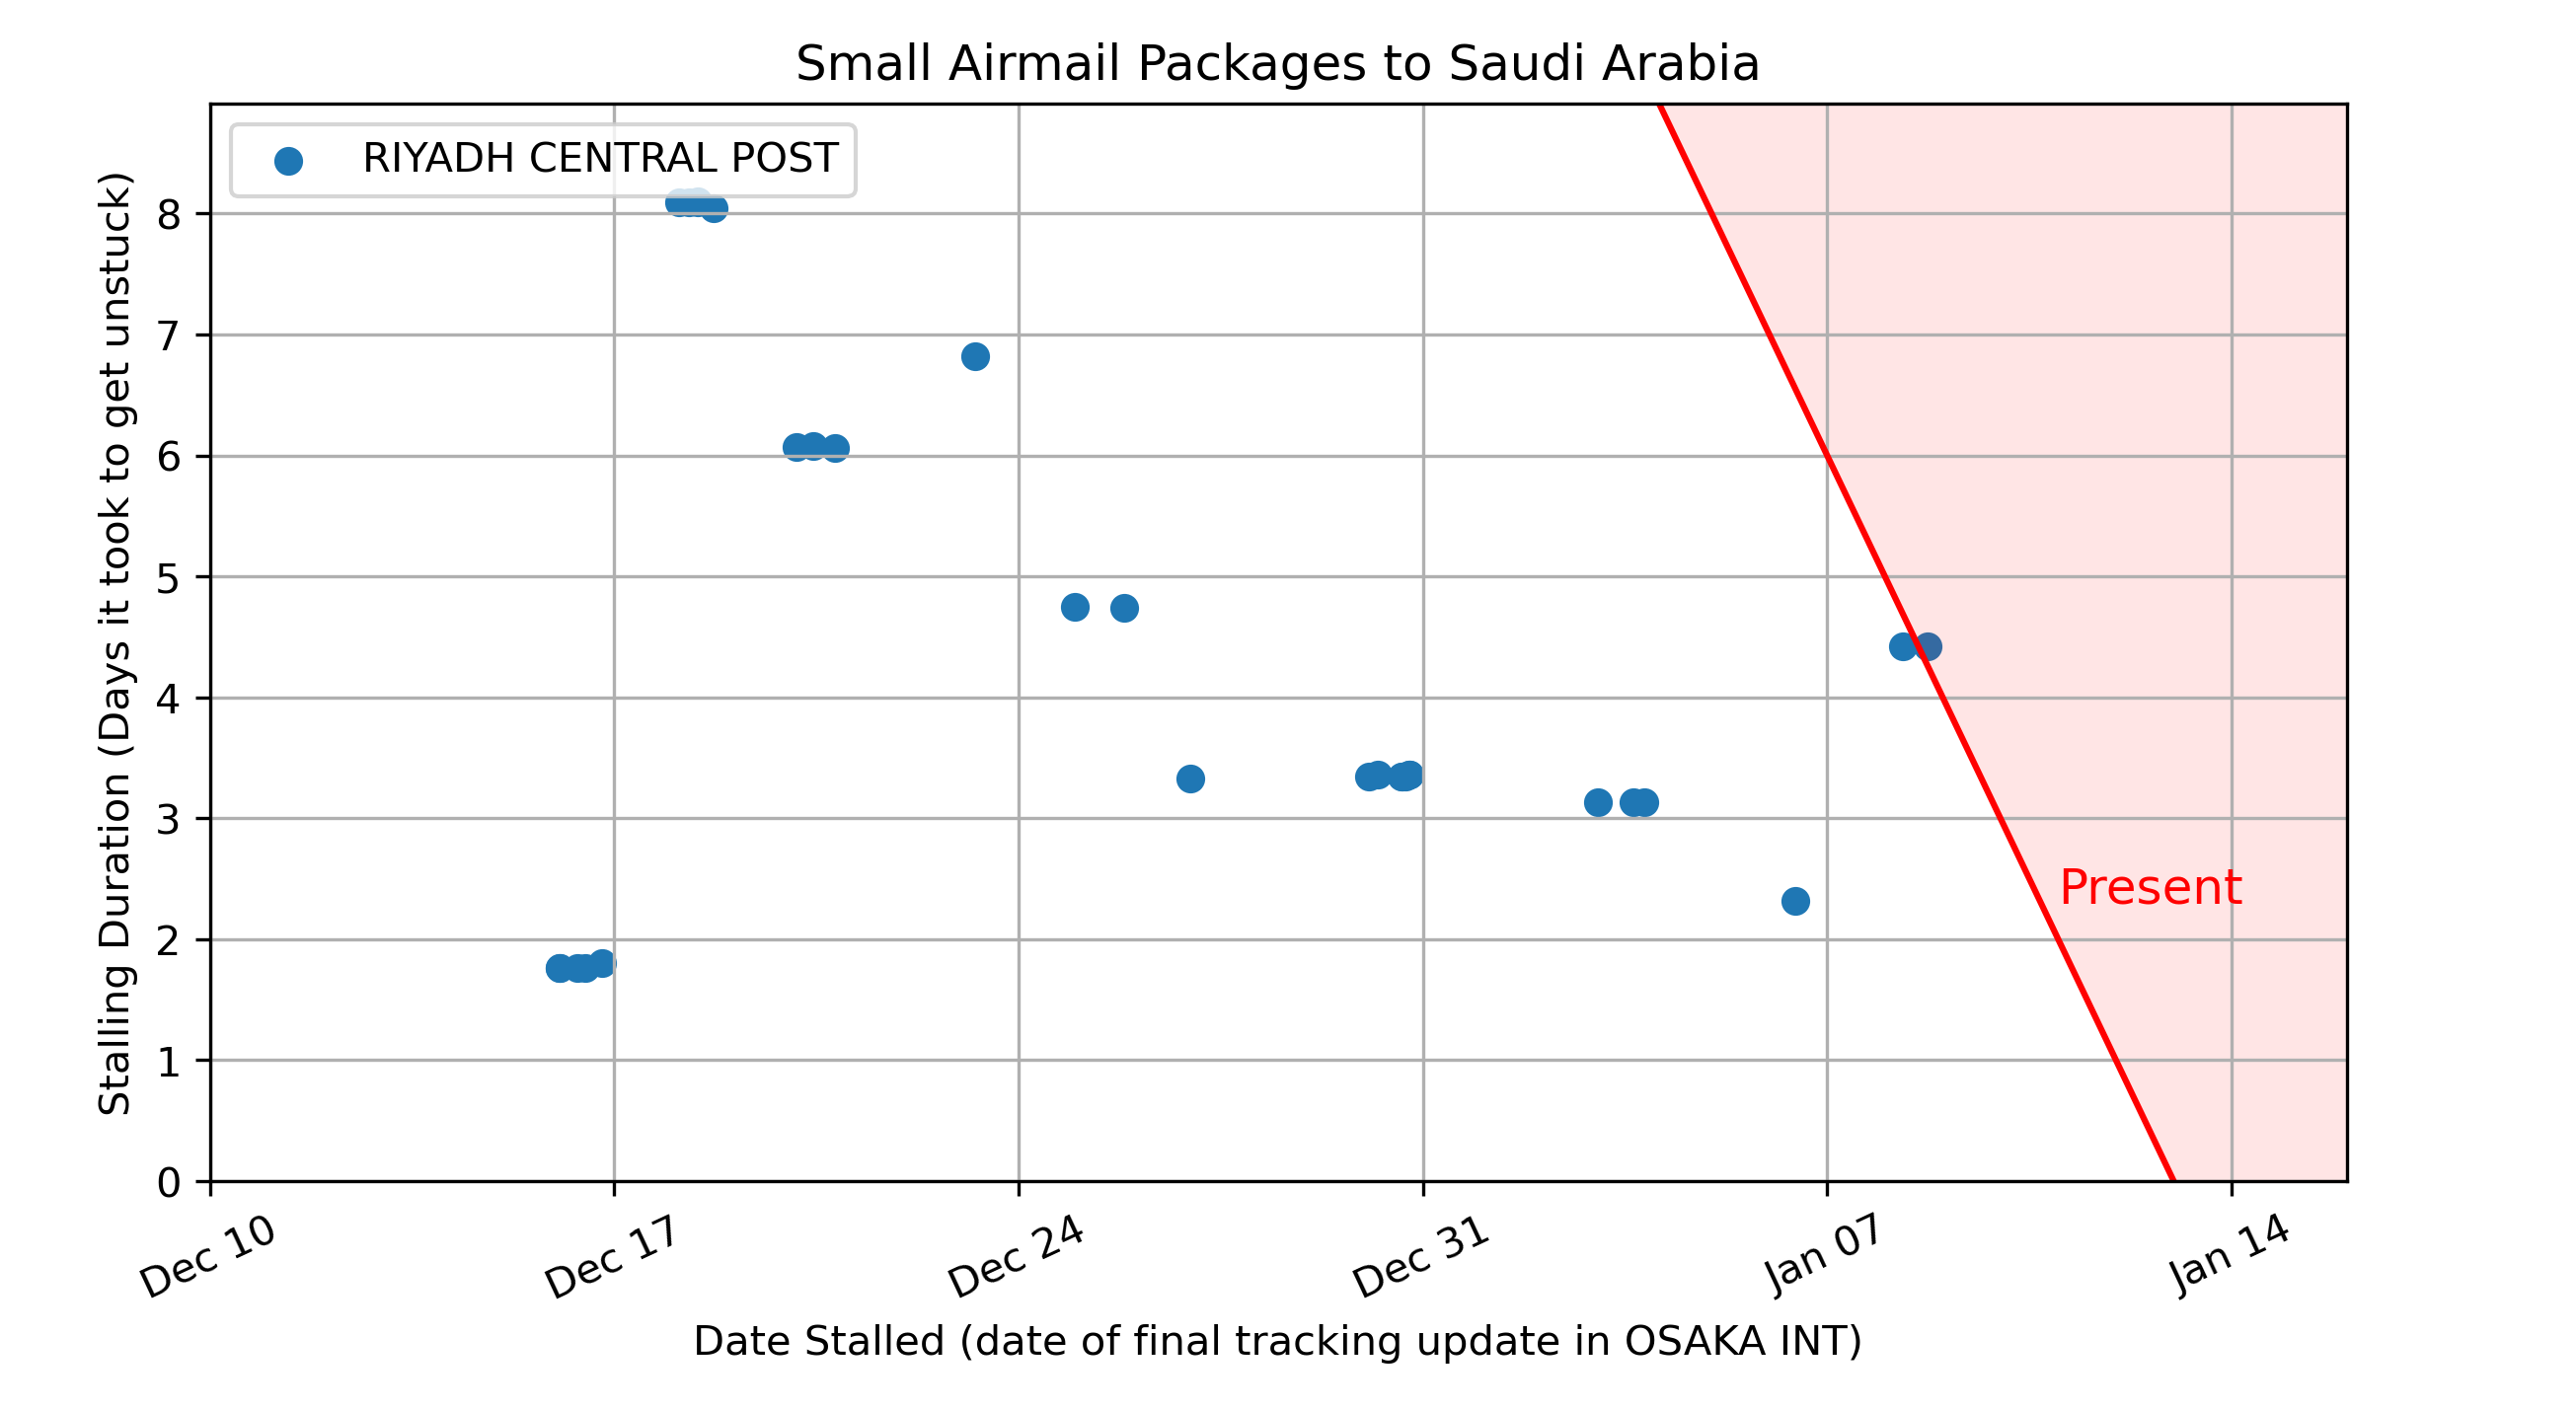 Small Airmail Packages to Saudi Arabia
RIYADH CENTRAL POST
Stalling Duration (Days it took to get unstuck)
8
7
6
5
4
3
2
1
0
Present
Dec 10
Dec 17
Dec 24
Dec 31
Jan 07
Jan 14
Date Stalled (date of final tracking update in OSAKA INT)